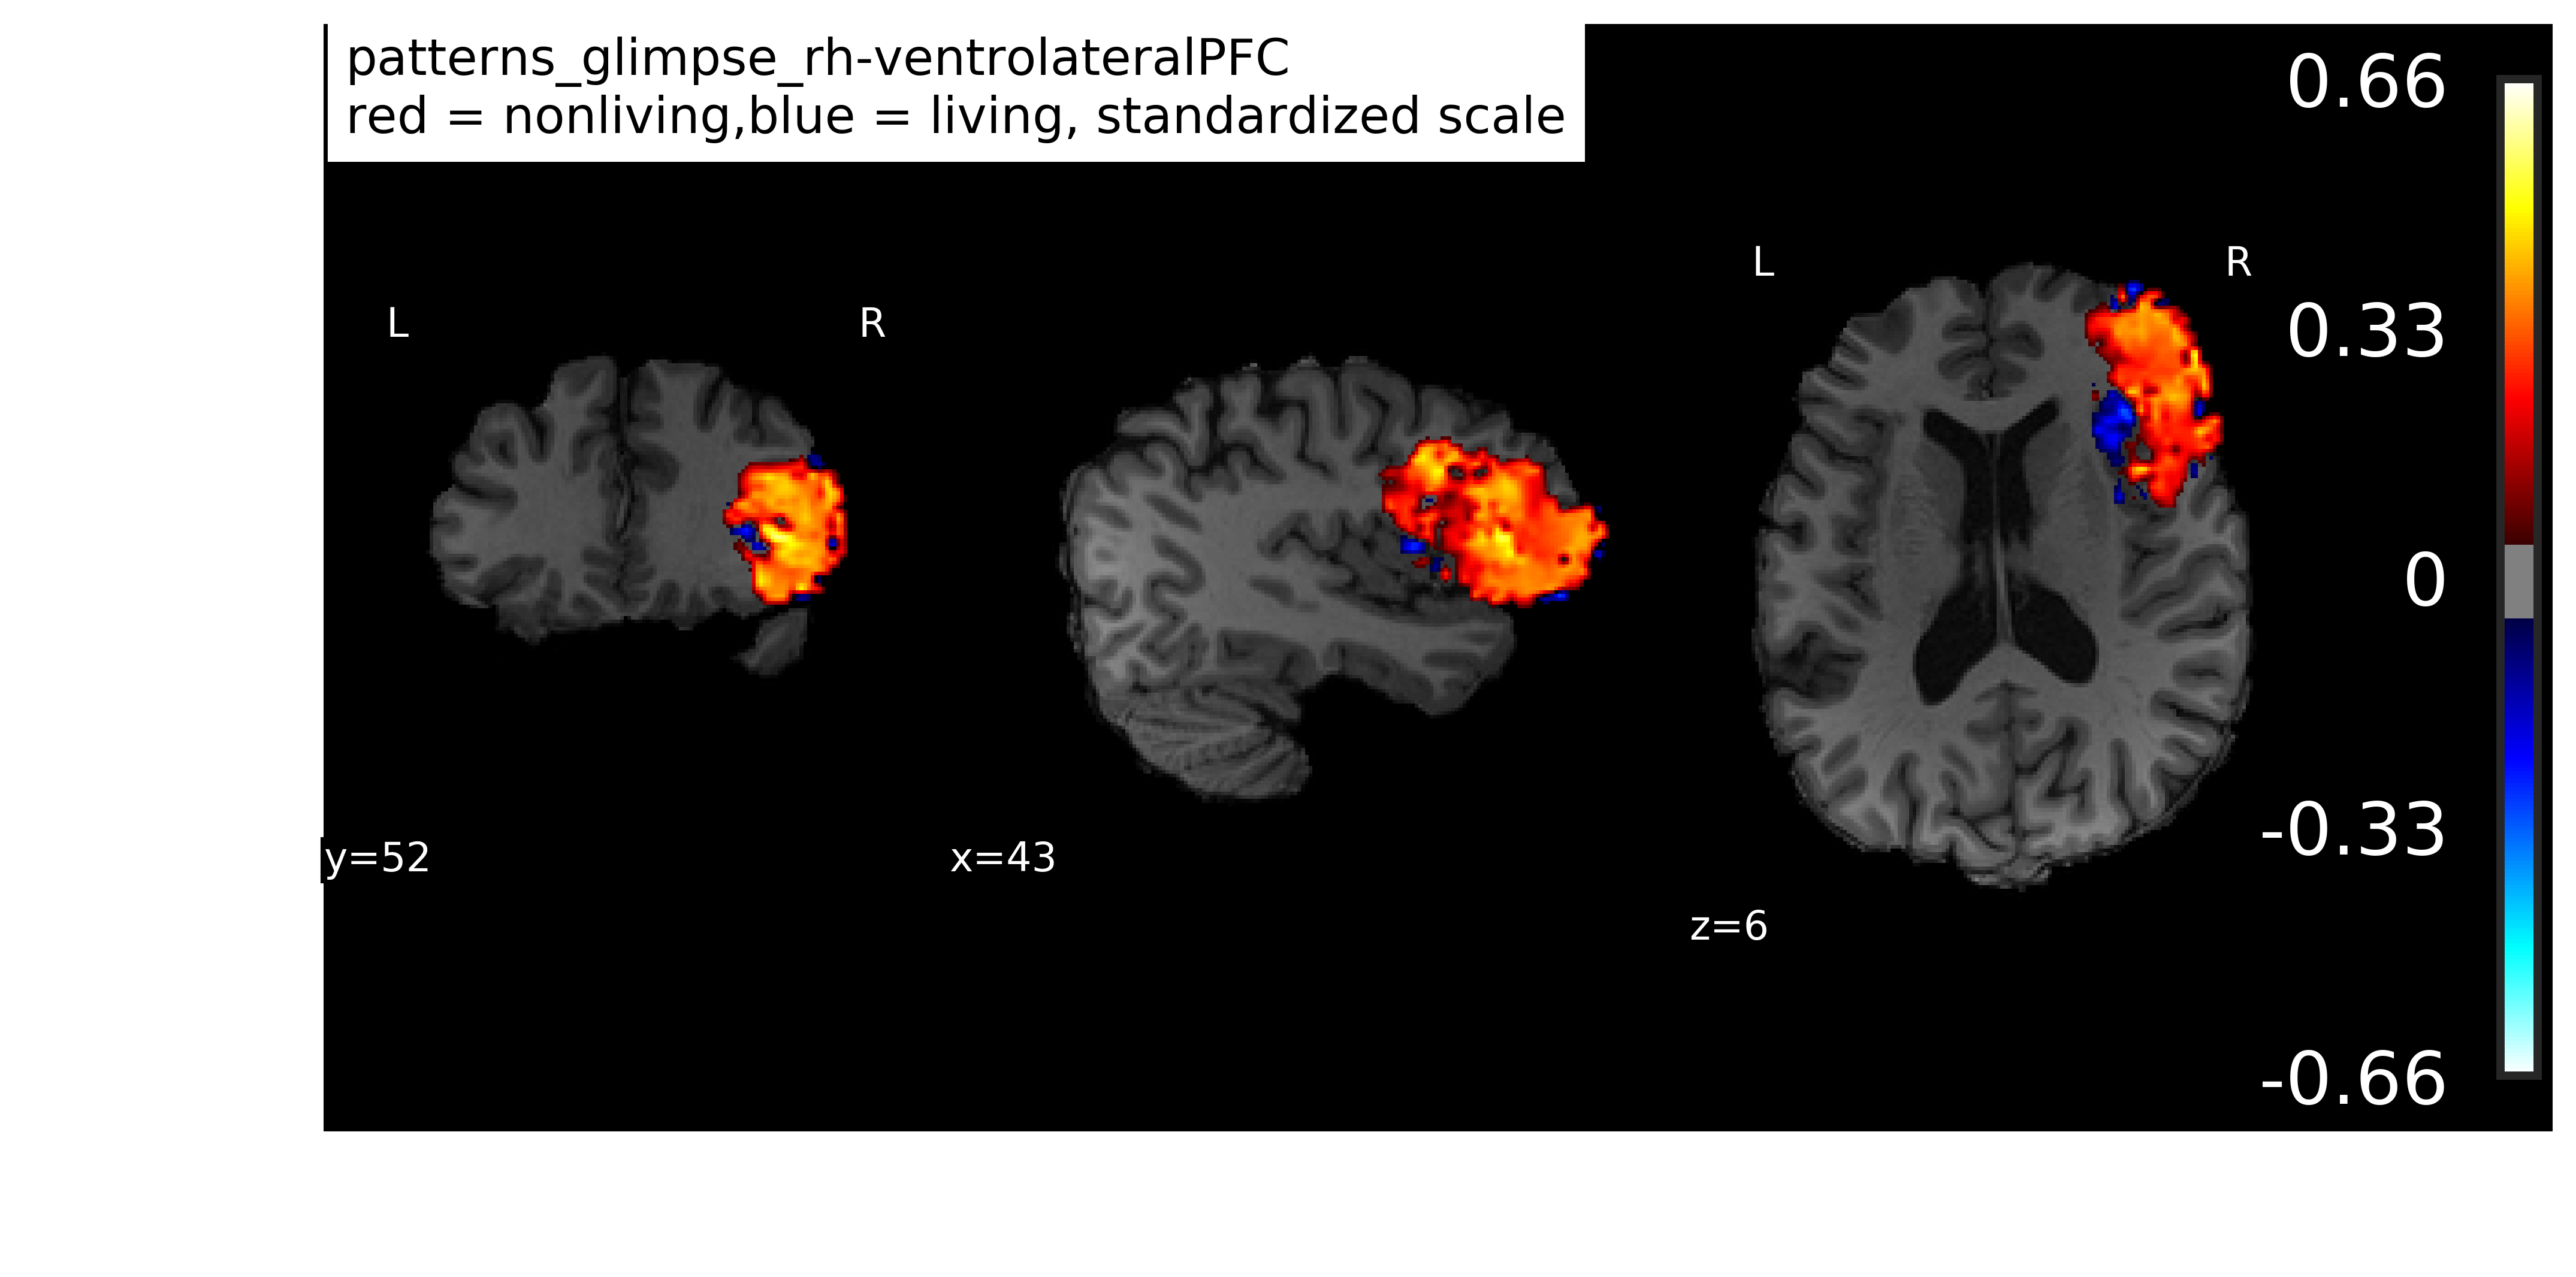 patterns_glimpse_rh-ventrolateralPFC
red = nonliving,blue = living, standardized scale
L R
L R
y=52
x=43
z=6
0.66
0.33
0
-0.33
-0.66